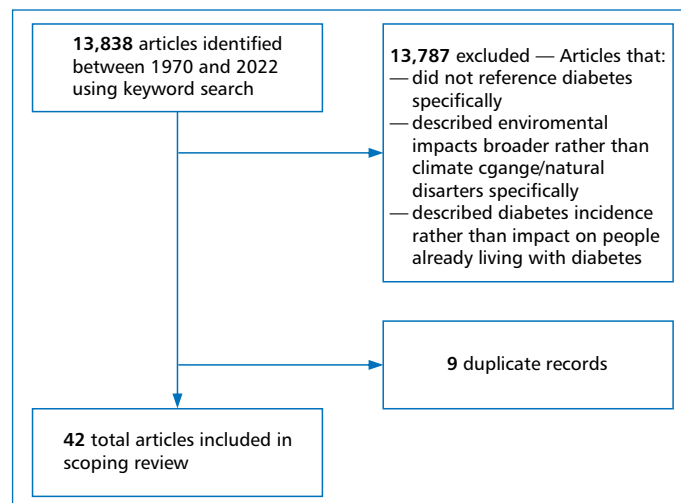 13,838 articles identified
between 1970 and 2022
using keyword search
13,787 excluded — Articles that:
— did not reference diabetes
specifically
— described enviromental
impacts broader rather than
climate cgange/natural
disarters specifically
— described diabetes incidence
rather than impact on people
already living with diabetes
9 duplicate records
42 total articles included in
scoping review